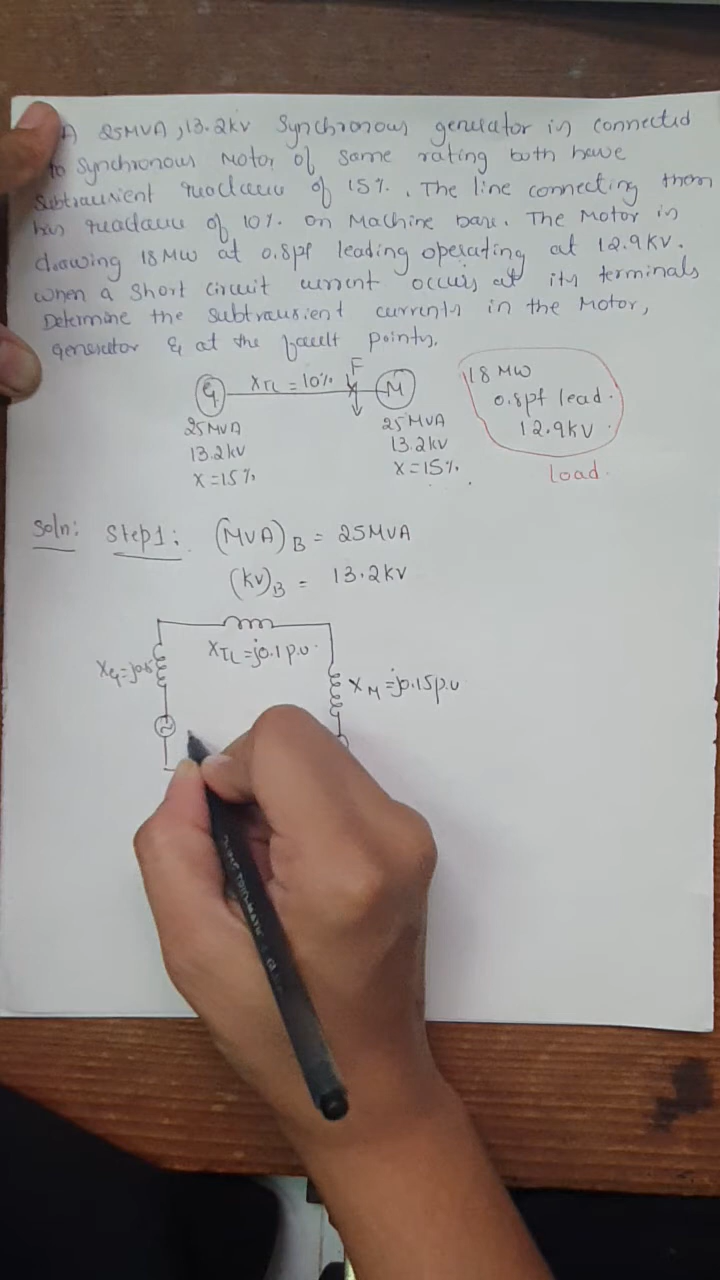 A 25MVA, 13.2kV Synchronous generator is connected
to Synchronous Motor of Same rating both have
Subtransient reactance of 15%. The line connecting them
has reactance of 10% on Machine base. The Motor is
drawing 18MW at 0.8pf leading operating at 12.9KV.
when a Short Circuit current occurs at its terminals
Determine the Subtransient currents in the Motor,
generator & at the fault points.
G XTL = 10% F M
25MVA
13.2kV
X = 15%
25MVA
13.2kV
X = 15%
18 MW
0.8pf lead.
12.9KV
load.
Soln: Step1: (MVA)B = 25MVA
(kV)B = 13.2KV
XTL = j0.1 p.u.
XG = j0.15
XM = j0.15 p.u